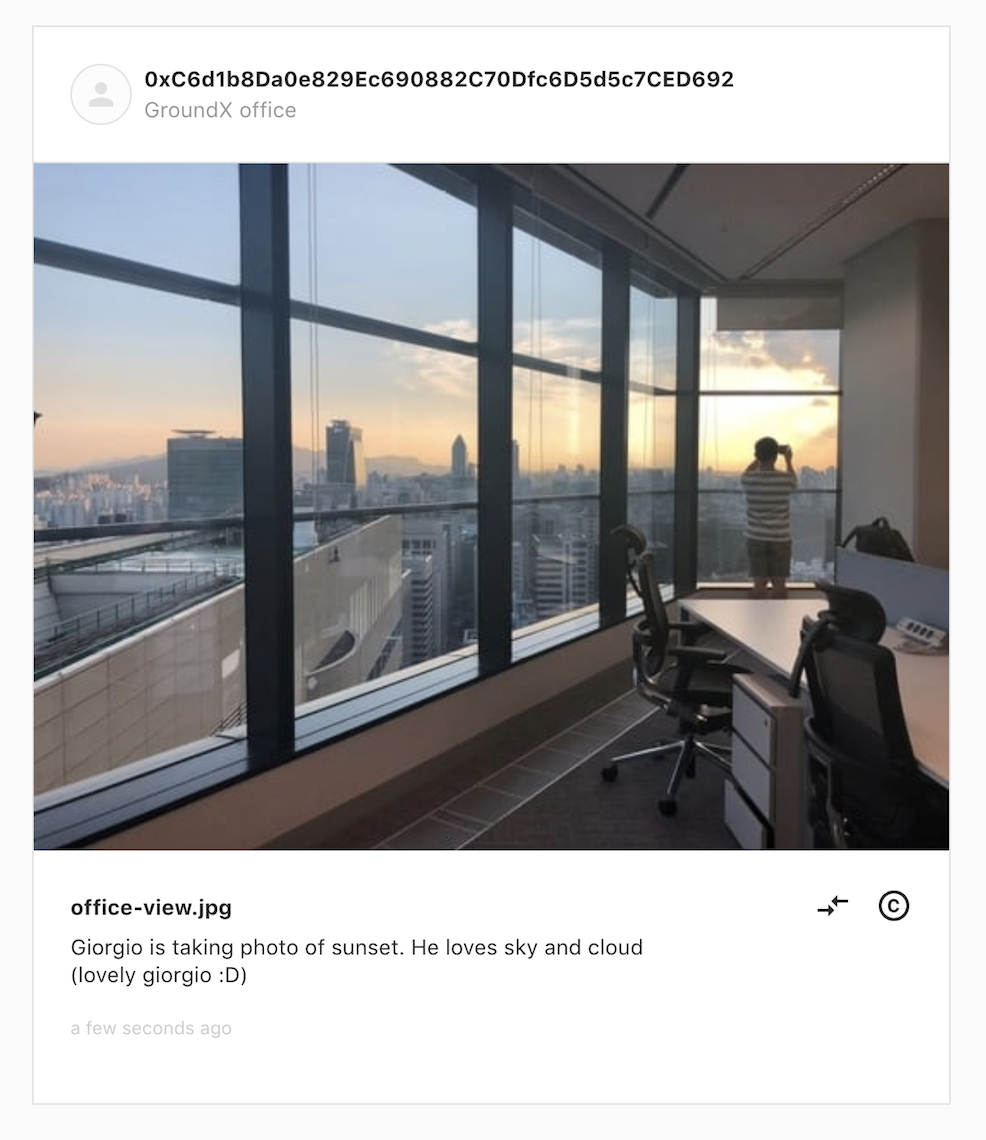 0xC6d1b8Da0e829Ec690882C70Dfc6D5d5c7CED692
GroundX office
office-view.jpg
©
Giorgio is taking photo of sunset. He loves sky and cloud
(lovely giorgio :D)
a few seconds ago